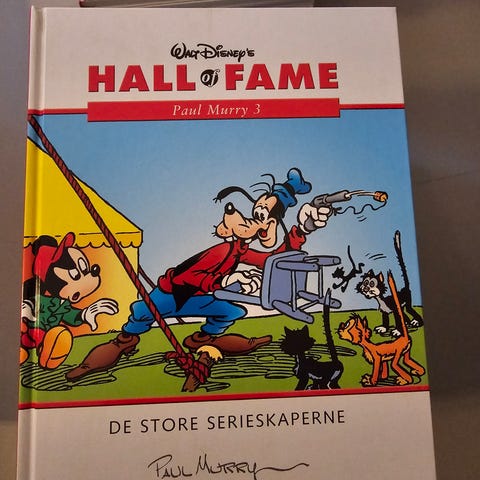 Walt Disney's
HALL of FAME
Paul Murry 3
DE STORE SERIESKAPERNE
PAUL MURRY